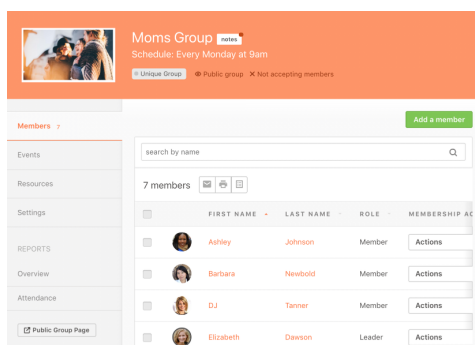 Moms Group notes
Schedule: Every Monday at 9am
Unique Group Public group Not accepting members
Members 7
Add a member
Events
search by name
Resources
7 members
Settings
FIRST NAME LAST NAME ROLE MEMBERSHIP AC
Ashley Johnson Member Actions
REPORTS
Overview
Barbara Newbold Member Actions
Attendance
DJ Tanner Member Actions
Public Group Page
Elizabeth Dawson Leader Actions